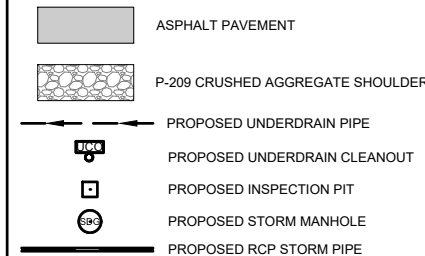 ASPHALT PAVEMENT
P-209 CRUSHED AGGREGATE SHOULDER
PROPOSED UNDERDRAIN PIPE
PROPOSED UNDERDRAIN CLEANOUT
PROPOSED INSPECTION PIT
PROPOSED STORM MANHOLE
PROPOSED RCP STORM PIPE